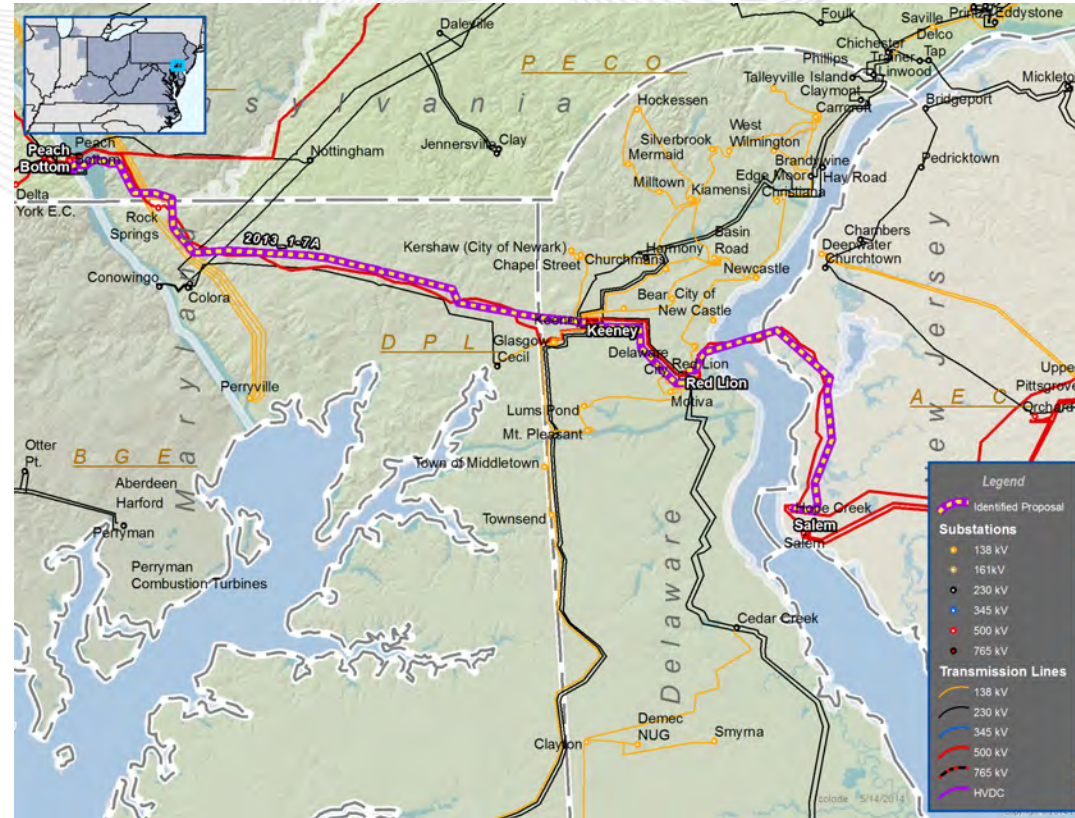 Daleville
Foulk
Saville
Printz
Eddystone
Delco
Tap
Chichester
Trainer
Linwood
Phillips
Talleyville Island
Claymont
Carrcroft
Mickleton
Bridgeport
P E C O
n s y l v a n i a
Hockessen
Peach
Bottom
Peach
Bottom
Nottingham
Jennersville
Clay
Silverbrook
Mermaid
West
Wilmington
Brandywine
Edge Moor
Hay Road
Pedricktown
Milltown
Kiamensi
Christiana
Delta
York E.C.
Rock
Springs
2013_1-7A
Kershaw (City of Newark)
Chapel Street
Churchmans
Harmony
Basin
Road
Newcastle
Chambers
Deepwater
Churchtown
Conowingo
Colora
Bear
City of
New Castle
Keeney
Keeney
Glasgow
Cecil
D P L
Delaware
City
Red Lion
Red Lion
Motiva
Perryville
Lums Pond
Mt. Pleasant
Upper
Pittsgrove
Orchard
A E C
New Jersey
Maryland
Otter
Pt.
B G E
Aberdeen
Harford
Perryman
Perryman
Combustion Turbines
Town of Middletown
Townsend
Hope Creek
Salem
Salem
Delaware
Cedar Creek
Clayton
Demec
NUG
Smyrna
Legend
Identified Proposal
Substations
138 kV
161kV
230 kV
345 kV
500 kV
765 kV
Transmission Lines
138 kV
230 kV
345 kV
500 kV
765 kV
HVDC
5/14/2014